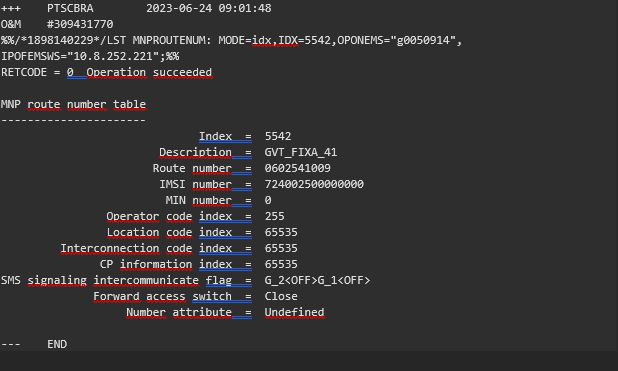 +++    PTSCBRA        2023-06-24 09:01:48
O&M    #309431770
%%/*1898140229*/LST MNPROUTENUM: MODE=idx,IDX=5542,OPONEMS="g0050914",
IPOFEMSWS="10.8.252.221";%%
RETCODE = 0  Operation succeeded

MNP route number table
----------------------
                              Index  =  5542
                        Description  =  GVT_FIXA_41
                       Route number  =  0602541009
                        IMSI number  =  724002500000000
                         MIN number  =  0
                Operator code index  =  255
                Location code index  =  65535
         Interconnection code index  =  65535
               CP information index  =  65535
SMS signaling intercommunicate flag  =  G_2<OFF>G_1<OFF>
              Forward access switch  =  Close
                   Number attribute  =  Undefined

---    END